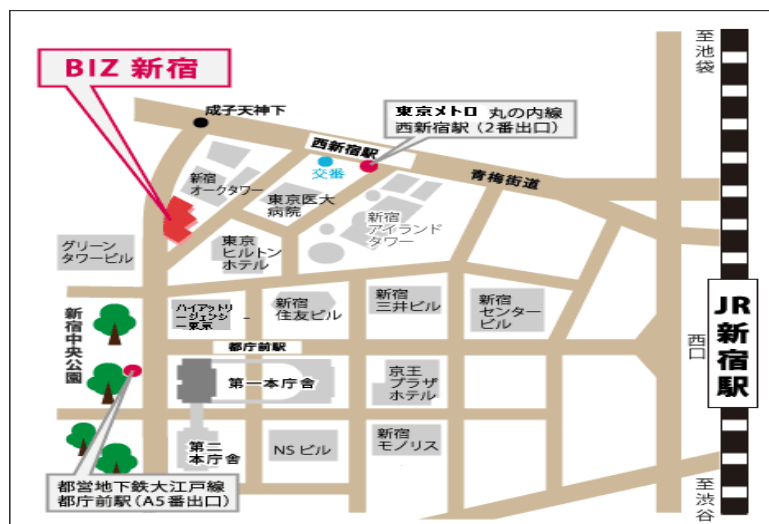 至池袋
BIZ 新宿
成子天神下
東京メトロ 丸の内線
西新宿駅(2番出口)
西新宿駅
交番
青梅街道
新宿
オークタワー
東京医大
病院
新宿
アイランド
タワー
グリーン
タワービル
東京
ヒルトン
ホテル
新宿中央公園
ハイアットリ
ージェンシ
ー東京
新宿
住友ビル
新宿
三井ビル
新宿
センター
ビル
JR新宿駅
西口
都庁前駅
第一本庁舎
京王
プラザ
ホテル
第二
本庁舎
NSビル
新宿
モノリス
都営地下鉄大江戸線
都庁前駅(A5番出口)
至渋谷